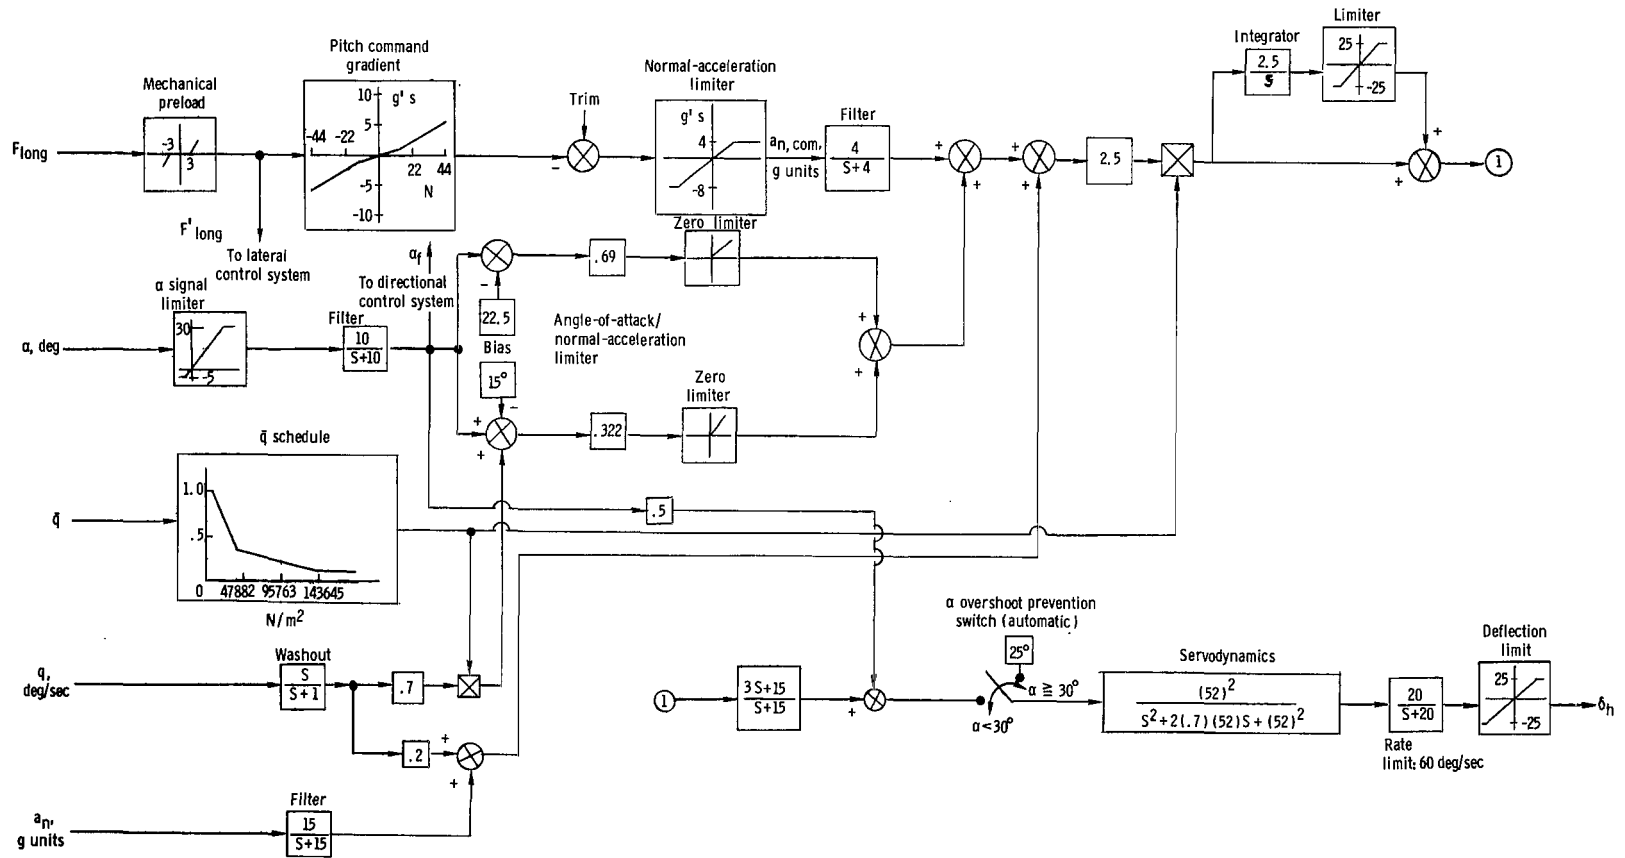 Limiter
25
-25
Integrator
2.5
S
Pitch command
gradient
10
g's
5
-44 -22
22 44
N
-5
-10
Mechanical
preload
-3
3
F long
F' long
To lateral
control system
Trim
−
Normal-acceleration
limiter
g's
4
-8
a n, com,
g units
Filter
4
S+4
+
+
+
+
2.5
+
+
1
Zero limiter
α f
To directional
control system
−
22.5
Bias
.69
Angle-of-attack/
normal-acceleration
limiter
+
+
α signal
limiter
30
-5
α, deg
Filter
10
S+10
15°
−
+
+
.322
Zero
limiter
q̄ schedule
1.0
.5
0 47882 95763 143645
N/m²
q̄
.5
q,
deg/sec
Washout
S
S+1
.7
.2
+
+
a n,
g units
Filter
15
S+15
1
3S+15
S+15
+
α overshoot prevention
switch (automatic)
25°
α ≧ 30°
α<30°
Servodynamics
(52)²
S²+2(.7)(52)S+(52)²
20
S+20
Rate
limit: 60 deg/sec
Deflection
limit
25
-25
δ h